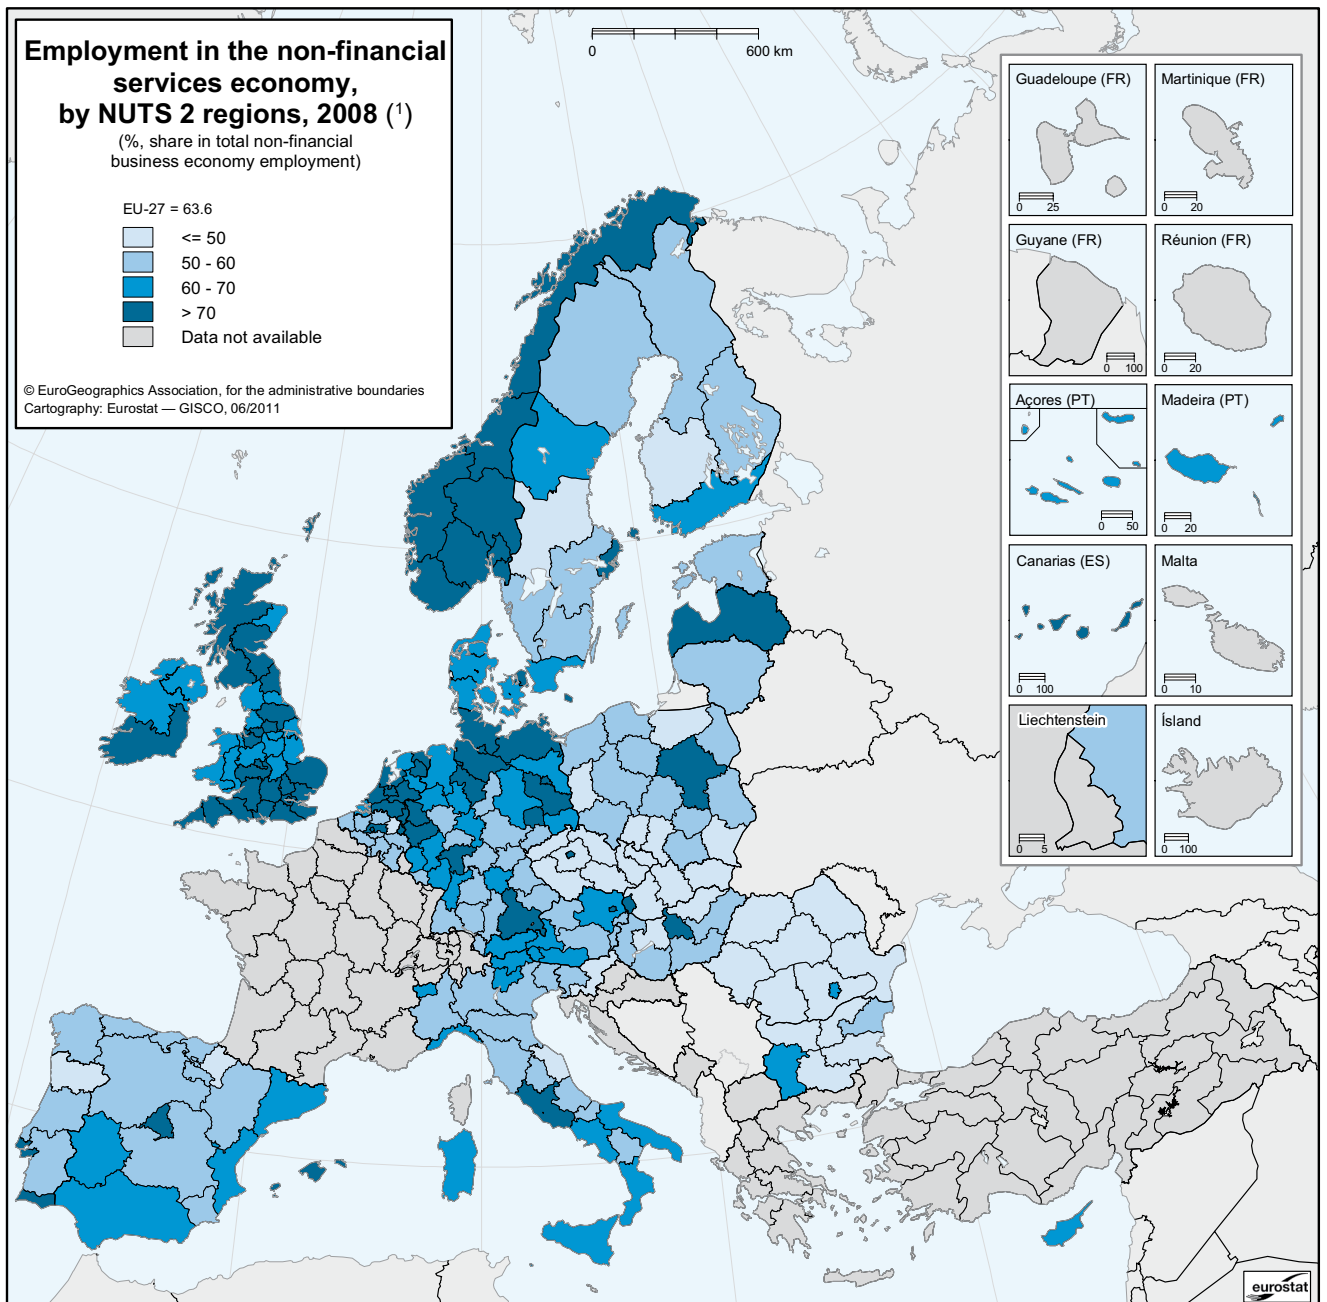 Employment in the non-financial
services economy,
by NUTS 2 regions, 2008 (¹)
(%, share in total non-financial
business economy employment)
EU-27 = 63.6
<= 50
50 - 60
60 - 70
> 70
Data not available
© EuroGeographics Association, for the administrative boundaries
Cartography: Eurostat — GISCO, 06/2011
0 600 km
Guadeloupe (FR)
0 25
Martinique (FR)
0 20
Guyane (FR)
0 100
Réunion (FR)
0 20
Açores (PT)
0 50
Madeira (PT)
0 20
Canarias (ES)
0 100
Malta
0 10
Liechtenstein
0 5
Ísland
0 100
eurostat